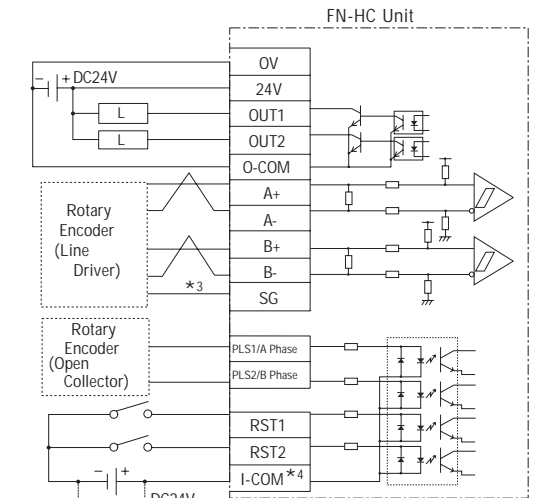 FN-HC Unit
0V
− + DC24V
24V
L
OUT1
L
OUT2
O-COM
A+
A-
Rotary
Encoder
(Line
Driver)
B+
B-
*3
SG
Rotary
Encoder
(Open
Collector)
PLS1/A Phase
PLS2/B Phase
RST1
RST2
− +
I-COM*4
DC24V